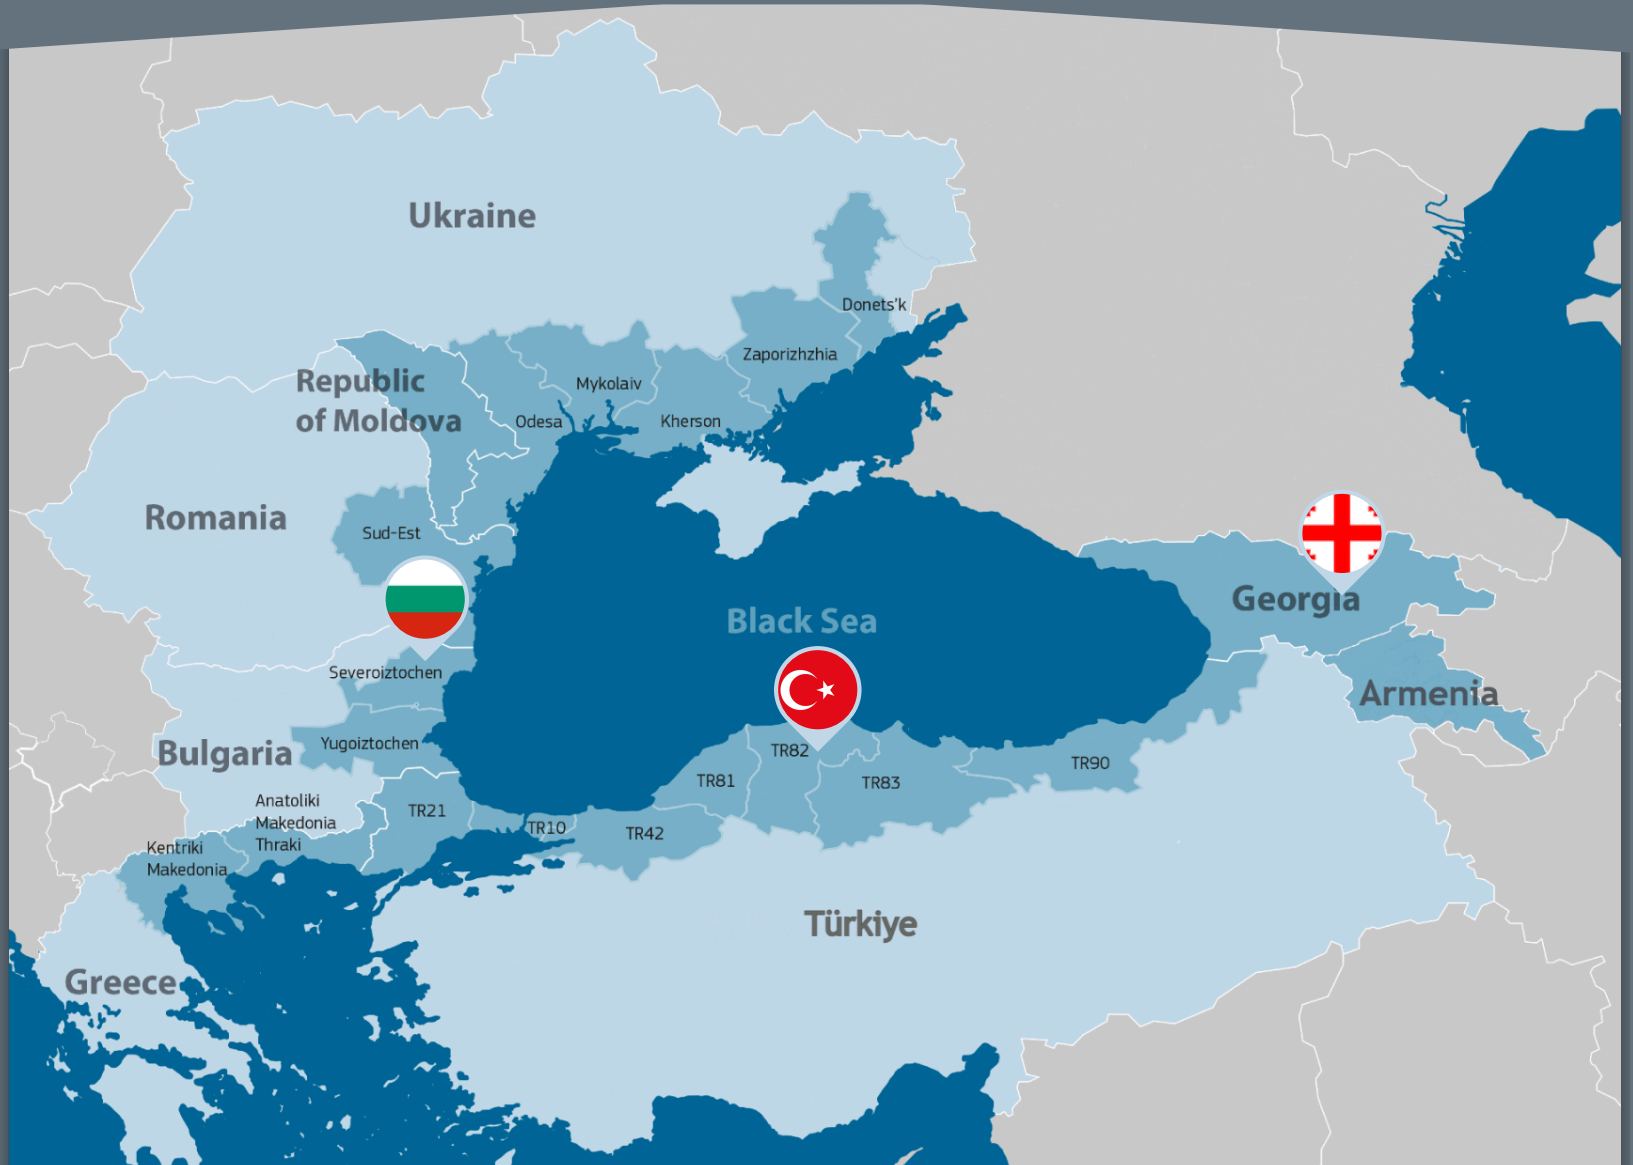 Ukraine
Donets'k
Zaporizhzhia
Republic
of Moldova
Mykolaiv
Odesa
Kherson
Romania
Sud-Est
Georgia
Black Sea
Severoiztochen
Armenia
Bulgaria
Yugoiztochen
TR82
TR90
TR81
TR83
Anatoliki
Makedonia
Thraki
TR21
TR10
TR42
Kentriki
Makedonia
Türkiye
Greece